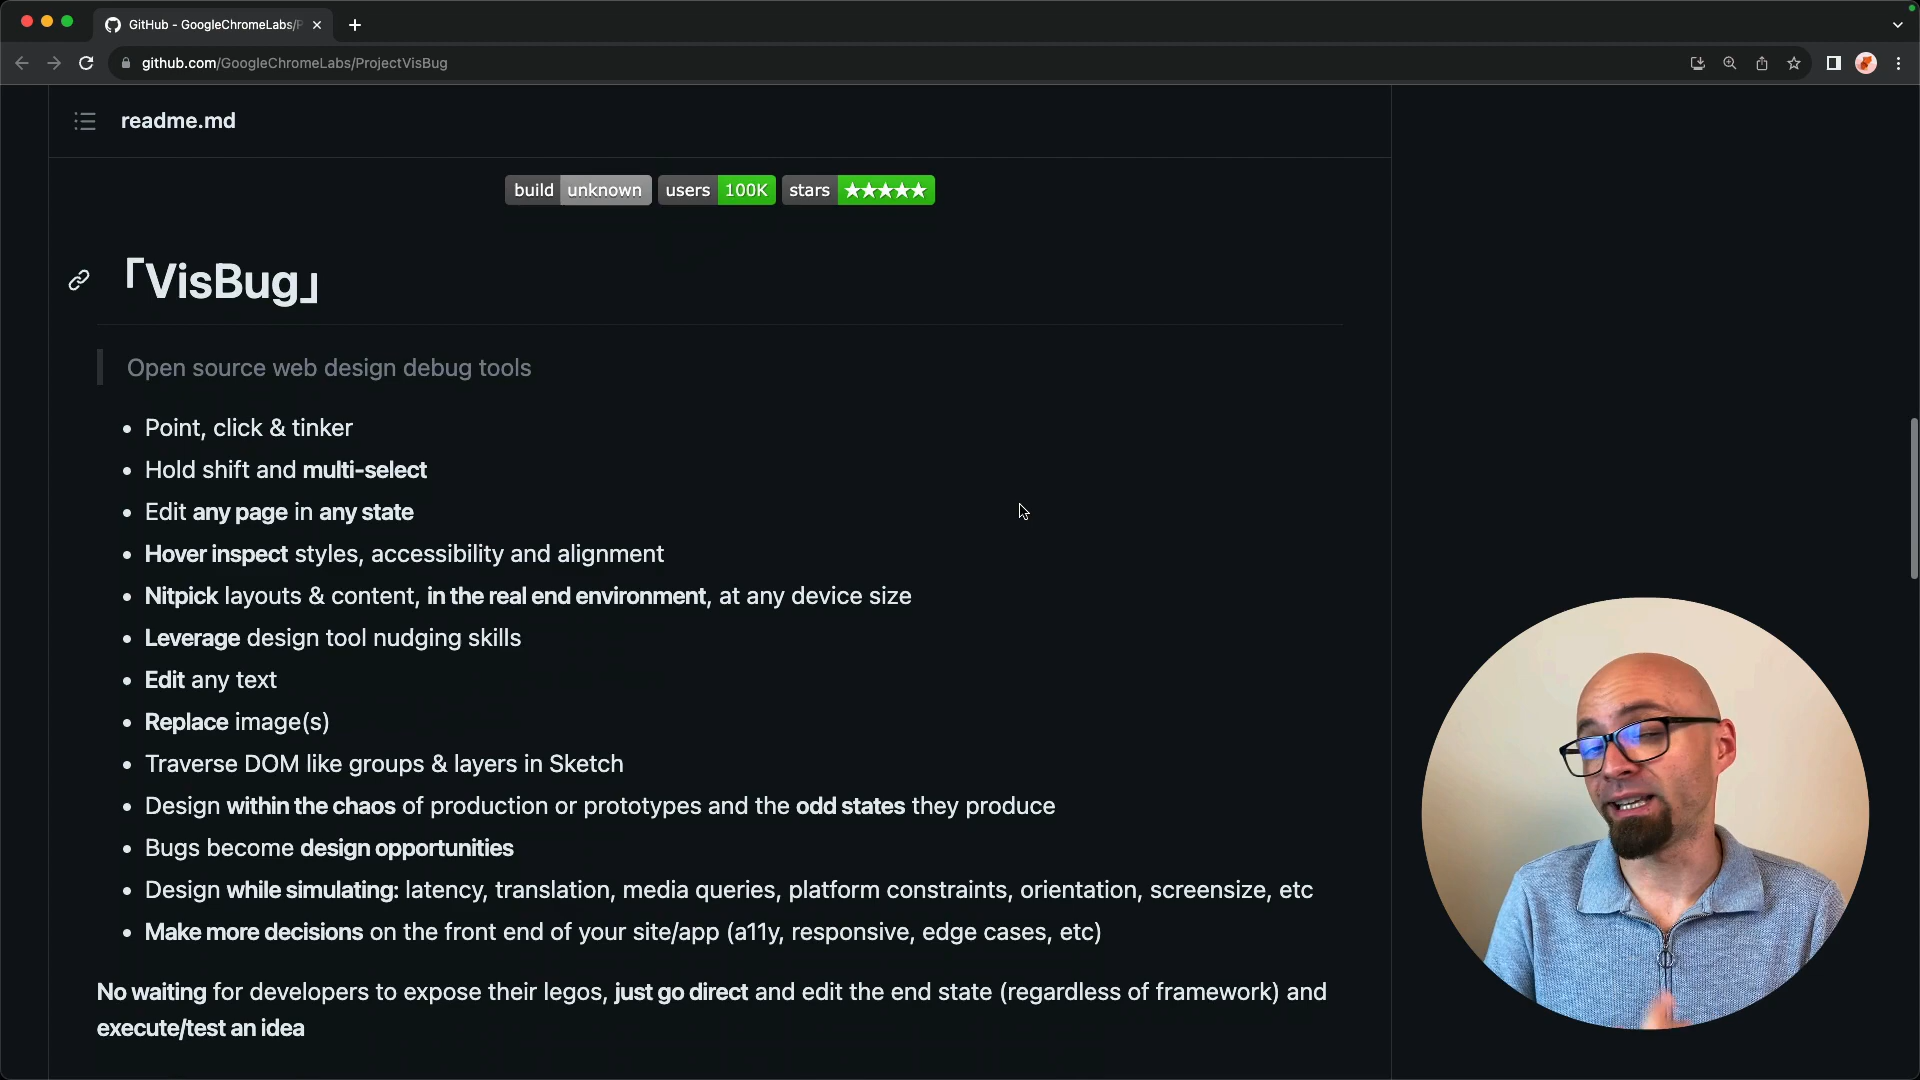 GitHub - GoogleChromeLabs/P
github.com/GoogleChromeLabs/ProjectVisBug
readme.md
build unknown users 100K stars ★★★★★
「VisBug」
Open source web design debug tools
• Point, click & tinker
• Hold shift and multi-select
• Edit any page in any state
• Hover inspect styles, accessibility and alignment
• Nitpick layouts & content, in the real end environment, at any device size
• Leverage design tool nudging skills
• Edit any text
• Replace image(s)
• Traverse DOM like groups & layers in Sketch
• Design within the chaos of production or prototypes and the odd states they produce
• Bugs become design opportunities
• Design while simulating: latency, translation, media queries, platform constraints, orientation, screensize, etc
• Make more decisions on the front end of your site/app (a11y, responsive, edge cases, etc)
No waiting for developers to expose their legos, just go direct and edit the end state (regardless of framework) and
execute/test an idea